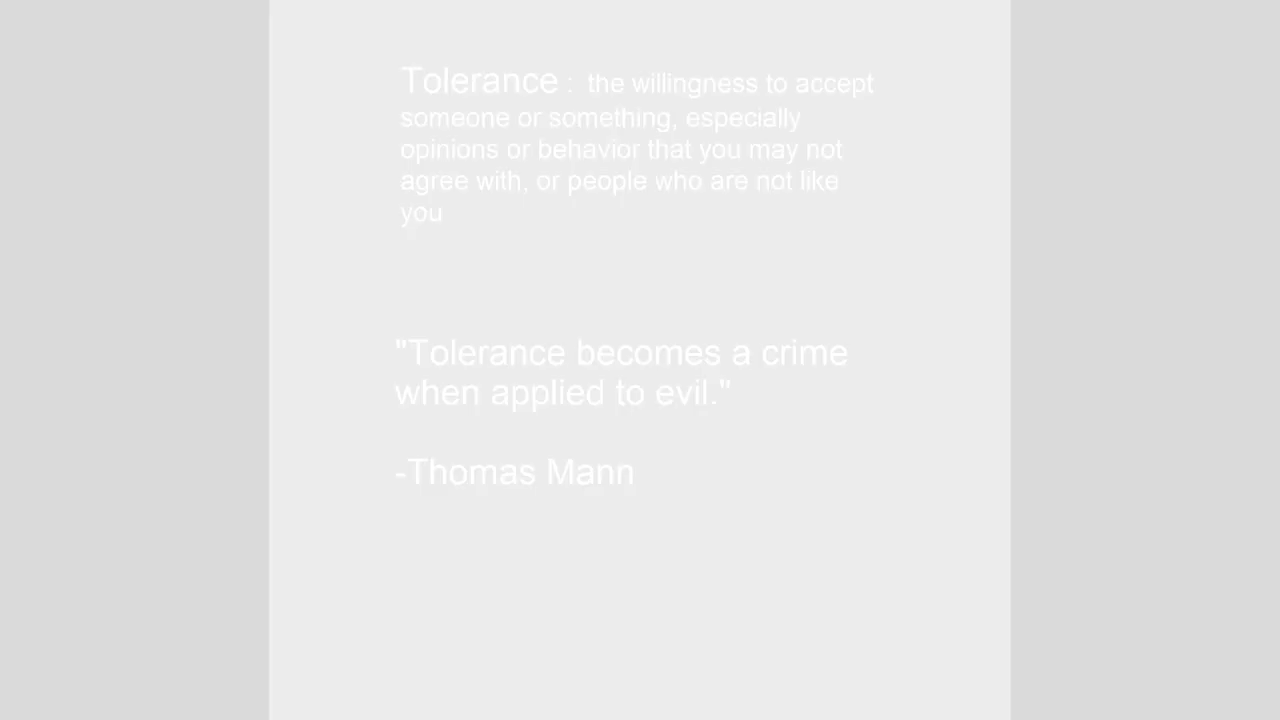 Tolerance : the willingness to accept
someone or something, especially
opinions or behavior that you may not
agree with, or people who are not like
you
"Tolerance becomes a crime
when applied to evil."
-Thomas Mann